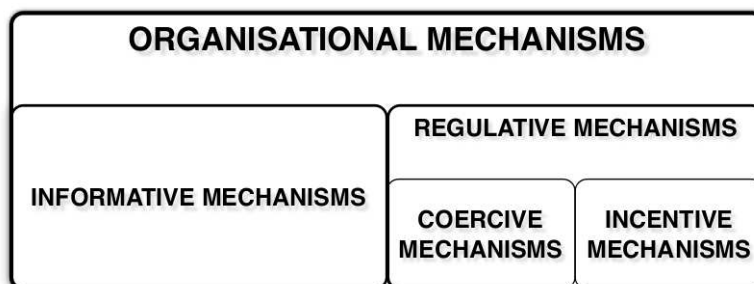 ORGANISATIONAL MECHANISMS
REGULATIVE MECHANISMS
INFORMATIVE MECHANISMS
COERCIVE
MECHANISMS
INCENTIVE
MECHANISMS